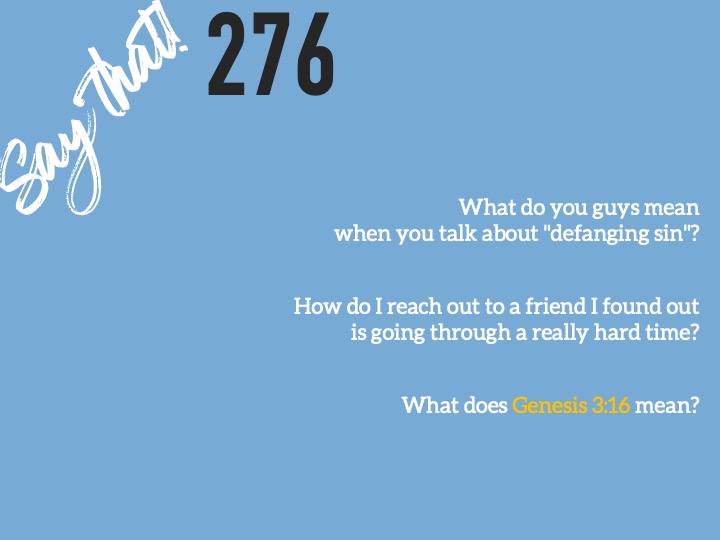 Say that!
276
What do you guys mean
when you talk about "defanging sin"?
How do I reach out to a friend I found out
is going through a really hard time?
What does Genesis 3:16 mean?